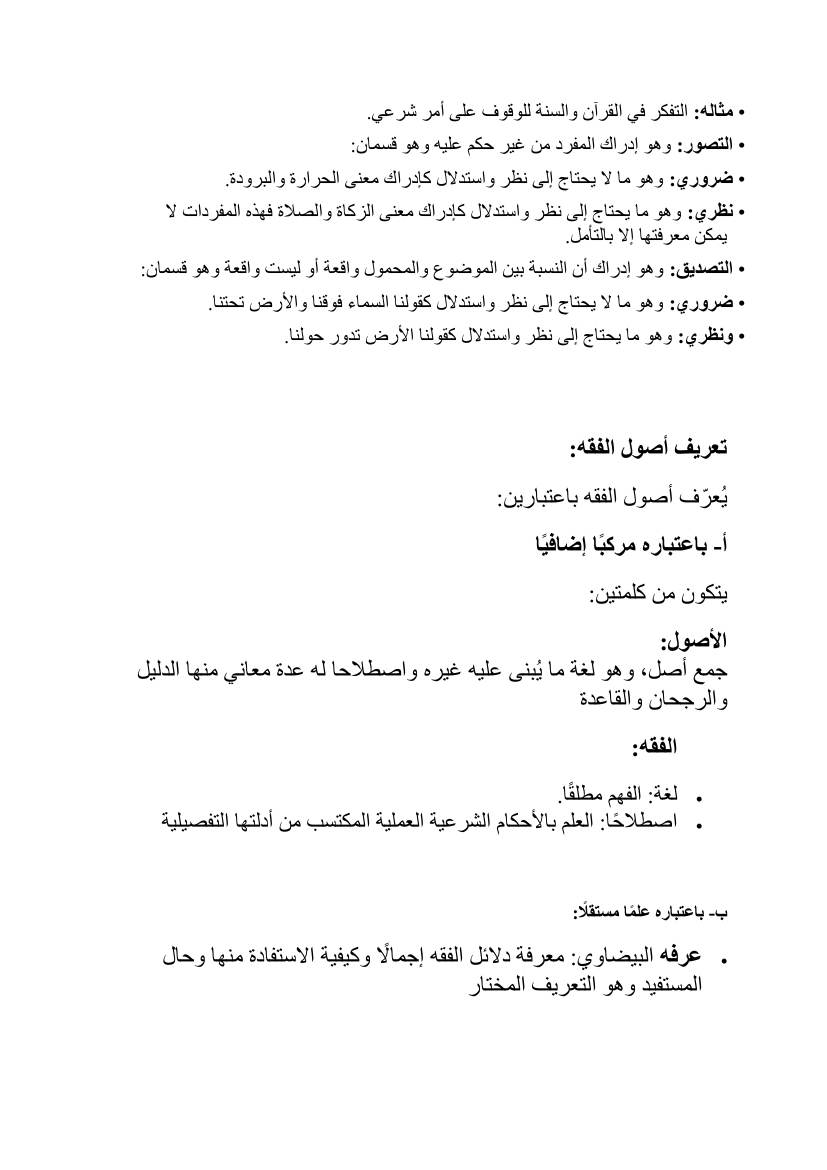 • مثاله: التفكر في القرآن والسنة للوقوف على أمر شرعي.
• التصور: وهو إدراك المفرد من غير حكم عليه وهو قسمان:
• ضروري: وهو ما لا يحتاج إلى نظر واستدلال كإدراك معنى الحرارة والبرودة.
• نظري: وهو ما يحتاج إلى نظر واستدلال كإدراك معنى الزكاة والصلاة فهذه المفردات لا
يمكن معرفتها إلا بالتأمل.
• التصديق: وهو إدراك أن النسبة بين الموضوع والمحمول واقعة أو ليست واقعة وهو قسمان:
• ضروري: وهو ما لا يحتاج إلى نظر واستدلال كقولنا السماء فوقنا والأرض تحتنا.
• ونظري: وهو ما يحتاج إلى نظر واستدلال كقولنا الأرض تدور حولنا.
تعريف أصول الفقه:
يُعرّف أصول الفقه باعتبارين:
أ- باعتباره مركبًا إضافيًا
يتكون من كلمتين:
الأصول:
جمع أصل، وهو لغة ما يُبنى عليه غيره واصطلاحا له عدة معاني منها الدليل
والرجحان والقاعدة
الفقه:
• لغة: الفهم مطلقًا.
• اصطلاحًا: العلم بالأحكام الشرعية العملية المكتسب من أدلتها التفصيلية
ب- باعتباره علمًا مستقلًا:
• عرفه البيضاوي: معرفة دلائل الفقه إجمالًا وكيفية الاستفادة منها وحال
المستفيد وهو التعريف المختار